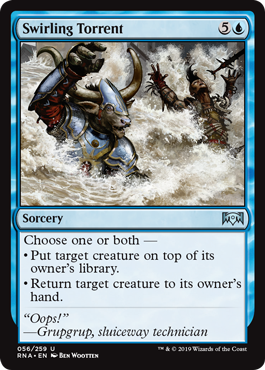 Swirling Torrent 5
Sorcery
Choose one or both —
• Put target creature on top of its
owner's library.
• Return target creature to its owner's
hand.
"Oops!"
—Grupgrup, sluiceway technician
056/259 U
RNA • EN Ben Wootten
™ & © 2019 Wizards of the Coast